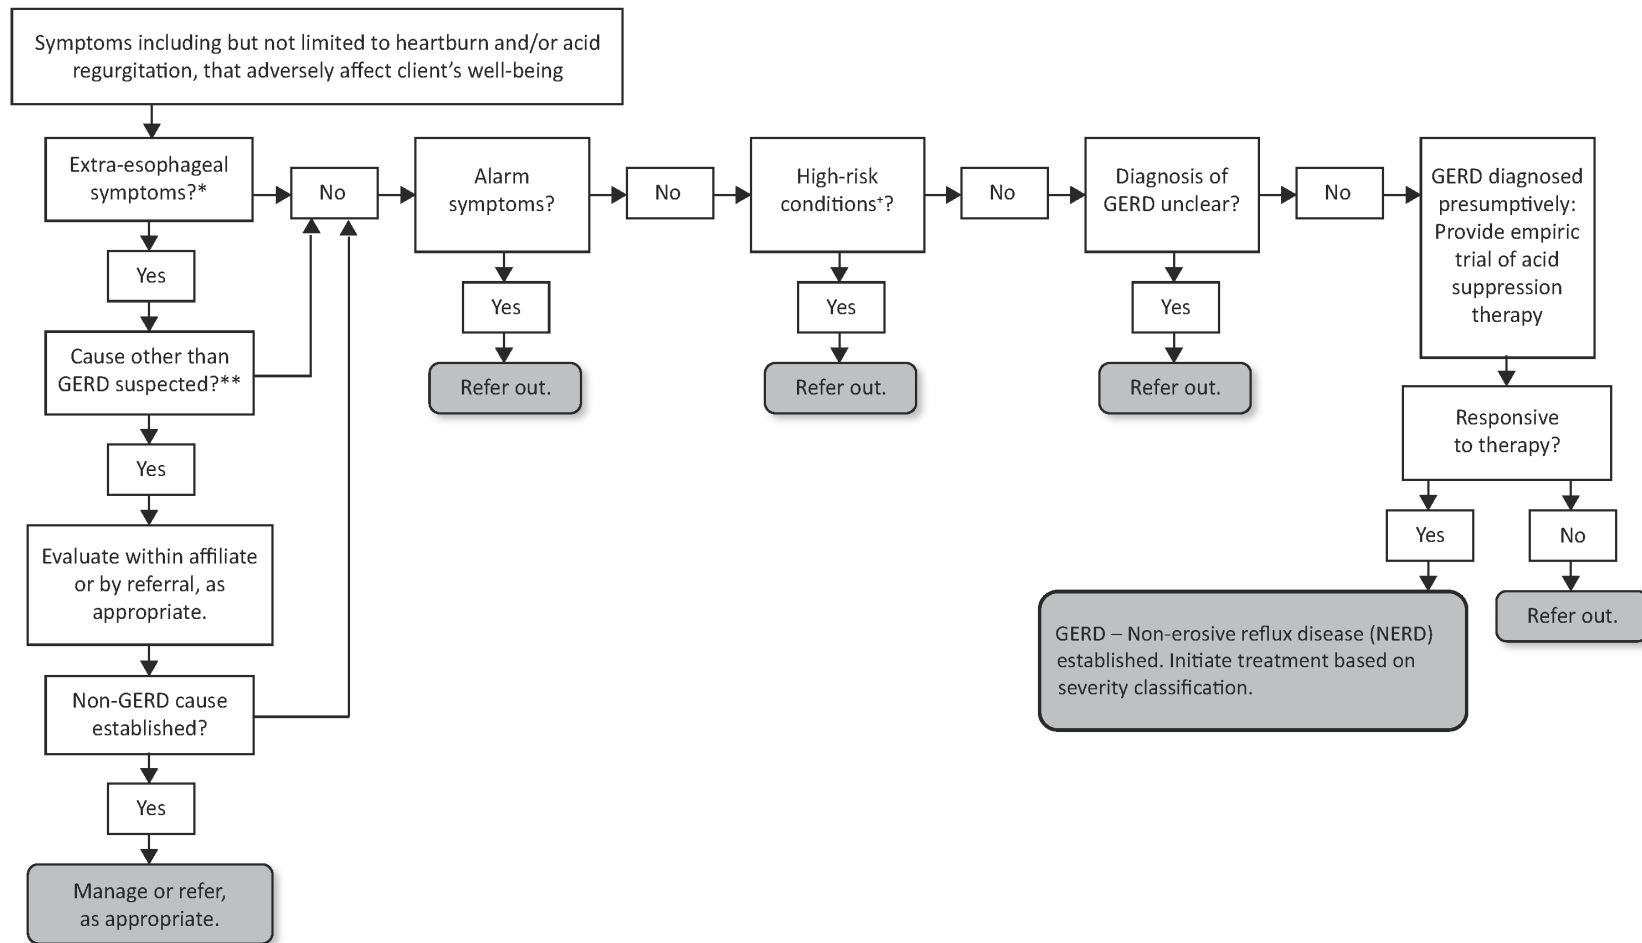 Symptoms including but not limited to heartburn and/or acid
regurgitation, that adversely affect client’s well-being
Extra-esophageal
symptoms?*
No
Alarm
symptoms?
No
High-risk
conditions⁺?
No
Diagnosis of
GERD unclear?
No
GERD diagnosed
presumptively:
Provide empiric
trial of acid
suppression
therapy
Yes
Yes
Yes
Yes
Cause other than
GERD suspected?**
Refer out.
Refer out.
Refer out.
Responsive
to therapy?
Yes
Yes
No
Evaluate within affiliate
or by referral, as
appropriate.
GERD – Non-erosive reflux disease (NERD)
established. Initiate treatment based on
severity classification.
Refer out.
Non-GERD cause
established?
Yes
Manage or refer,
as appropriate.